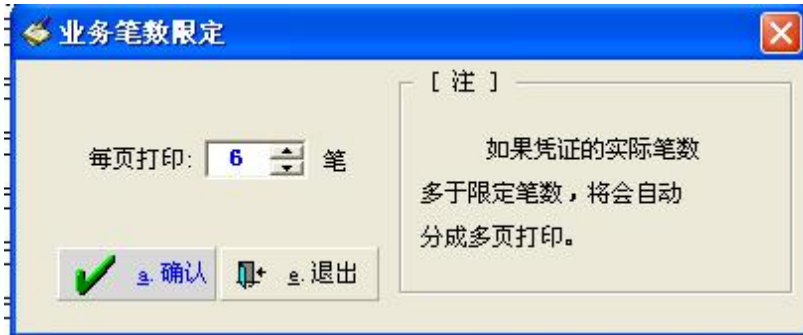 业务笔数限定
[ 注 ]
每页打印: 6 笔
如果凭证的实际笔数
多于限定笔数，将会自动
分成多页打印。
a.确认
e.退出